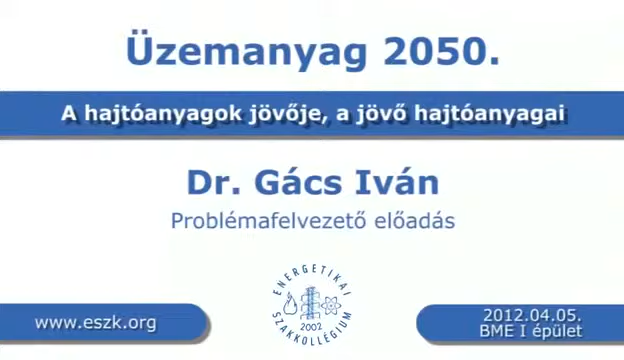 Üzemanyag 2050.
A hajtóanyagok jövője, a jövő hajtóanyagai
Dr. Gács Iván
Problémafelvezető előadás
ENERGETIKAI
2002
SZAKKOLLÉGIUM
www.eszk.org
2012.04.05.
BME I épület